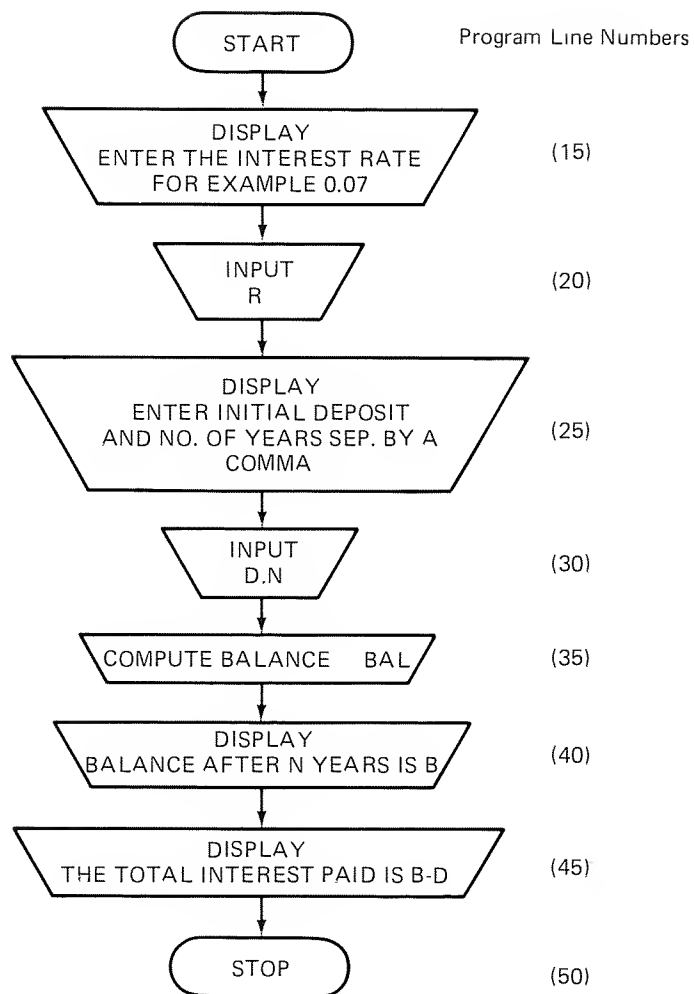 START
Program Line Numbers
DISPLAY
ENTER THE INTEREST RATE
FOR EXAMPLE 0.07
(15)
INPUT
R
(20)
DISPLAY
ENTER INITIAL DEPOSIT
AND NO. OF YEARS SEP. BY A
COMMA
(25)
INPUT
D.N
(30)
COMPUTE BALANCE BAL
(35)
DISPLAY
BALANCE AFTER N YEARS IS B
(40)
DISPLAY
THE TOTAL INTEREST PAID IS B-D
(45)
STOP
(50)